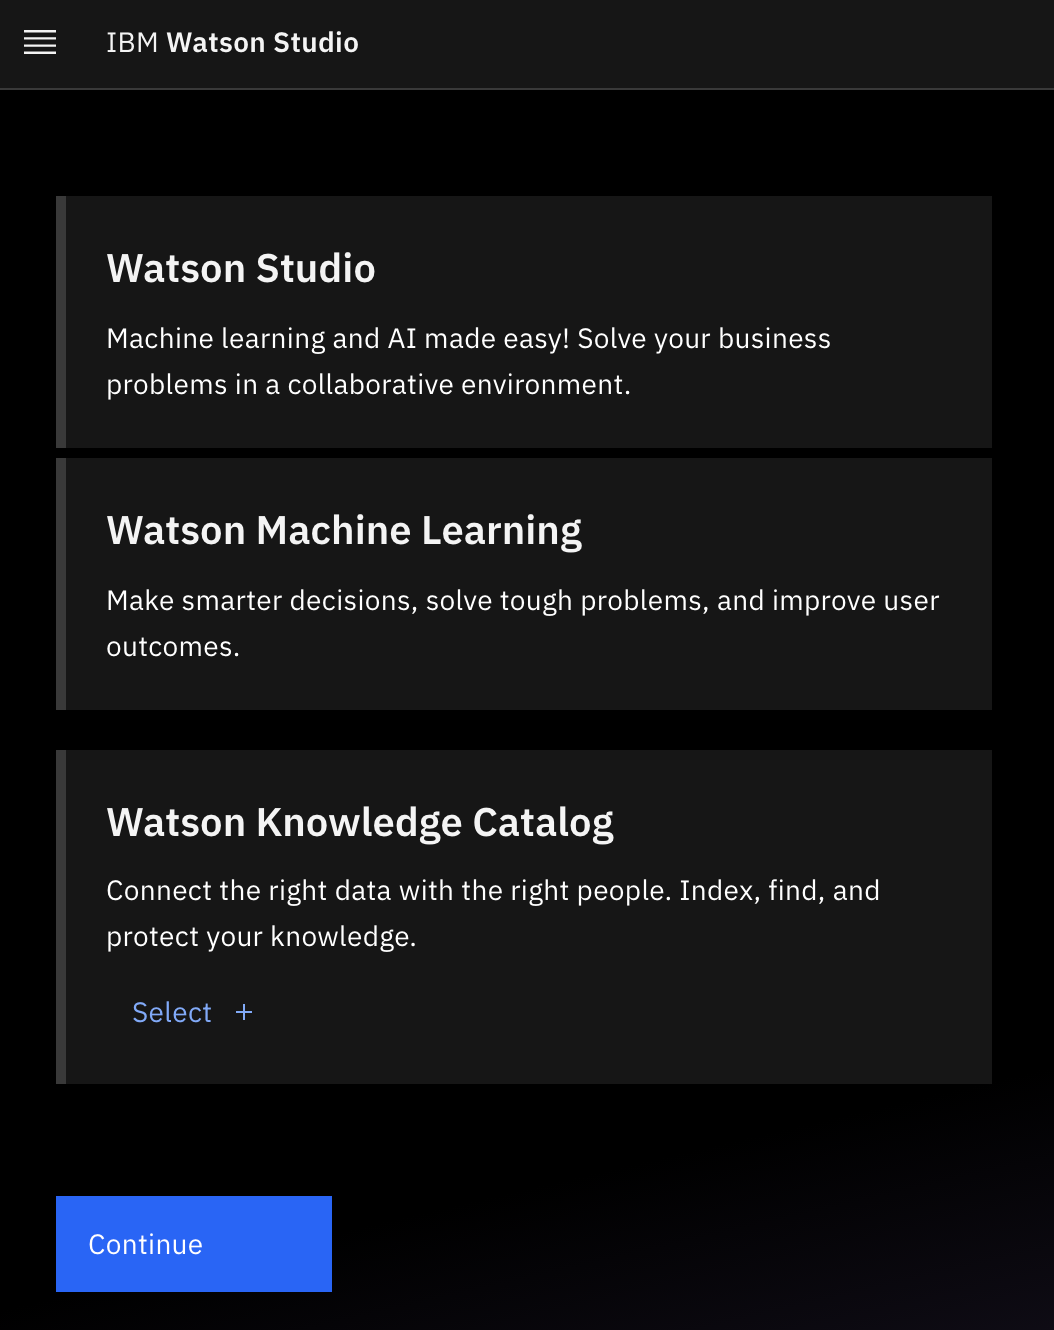 IBM Watson Studio
Watson Studio
Machine learning and AI made easy! Solve your business
problems in a collaborative environment.
Watson Machine Learning
Make smarter decisions, solve tough problems, and improve user
outcomes.
Watson Knowledge Catalog
Connect the right data with the right people. Index, find, and
protect your knowledge.
Select +
Continue